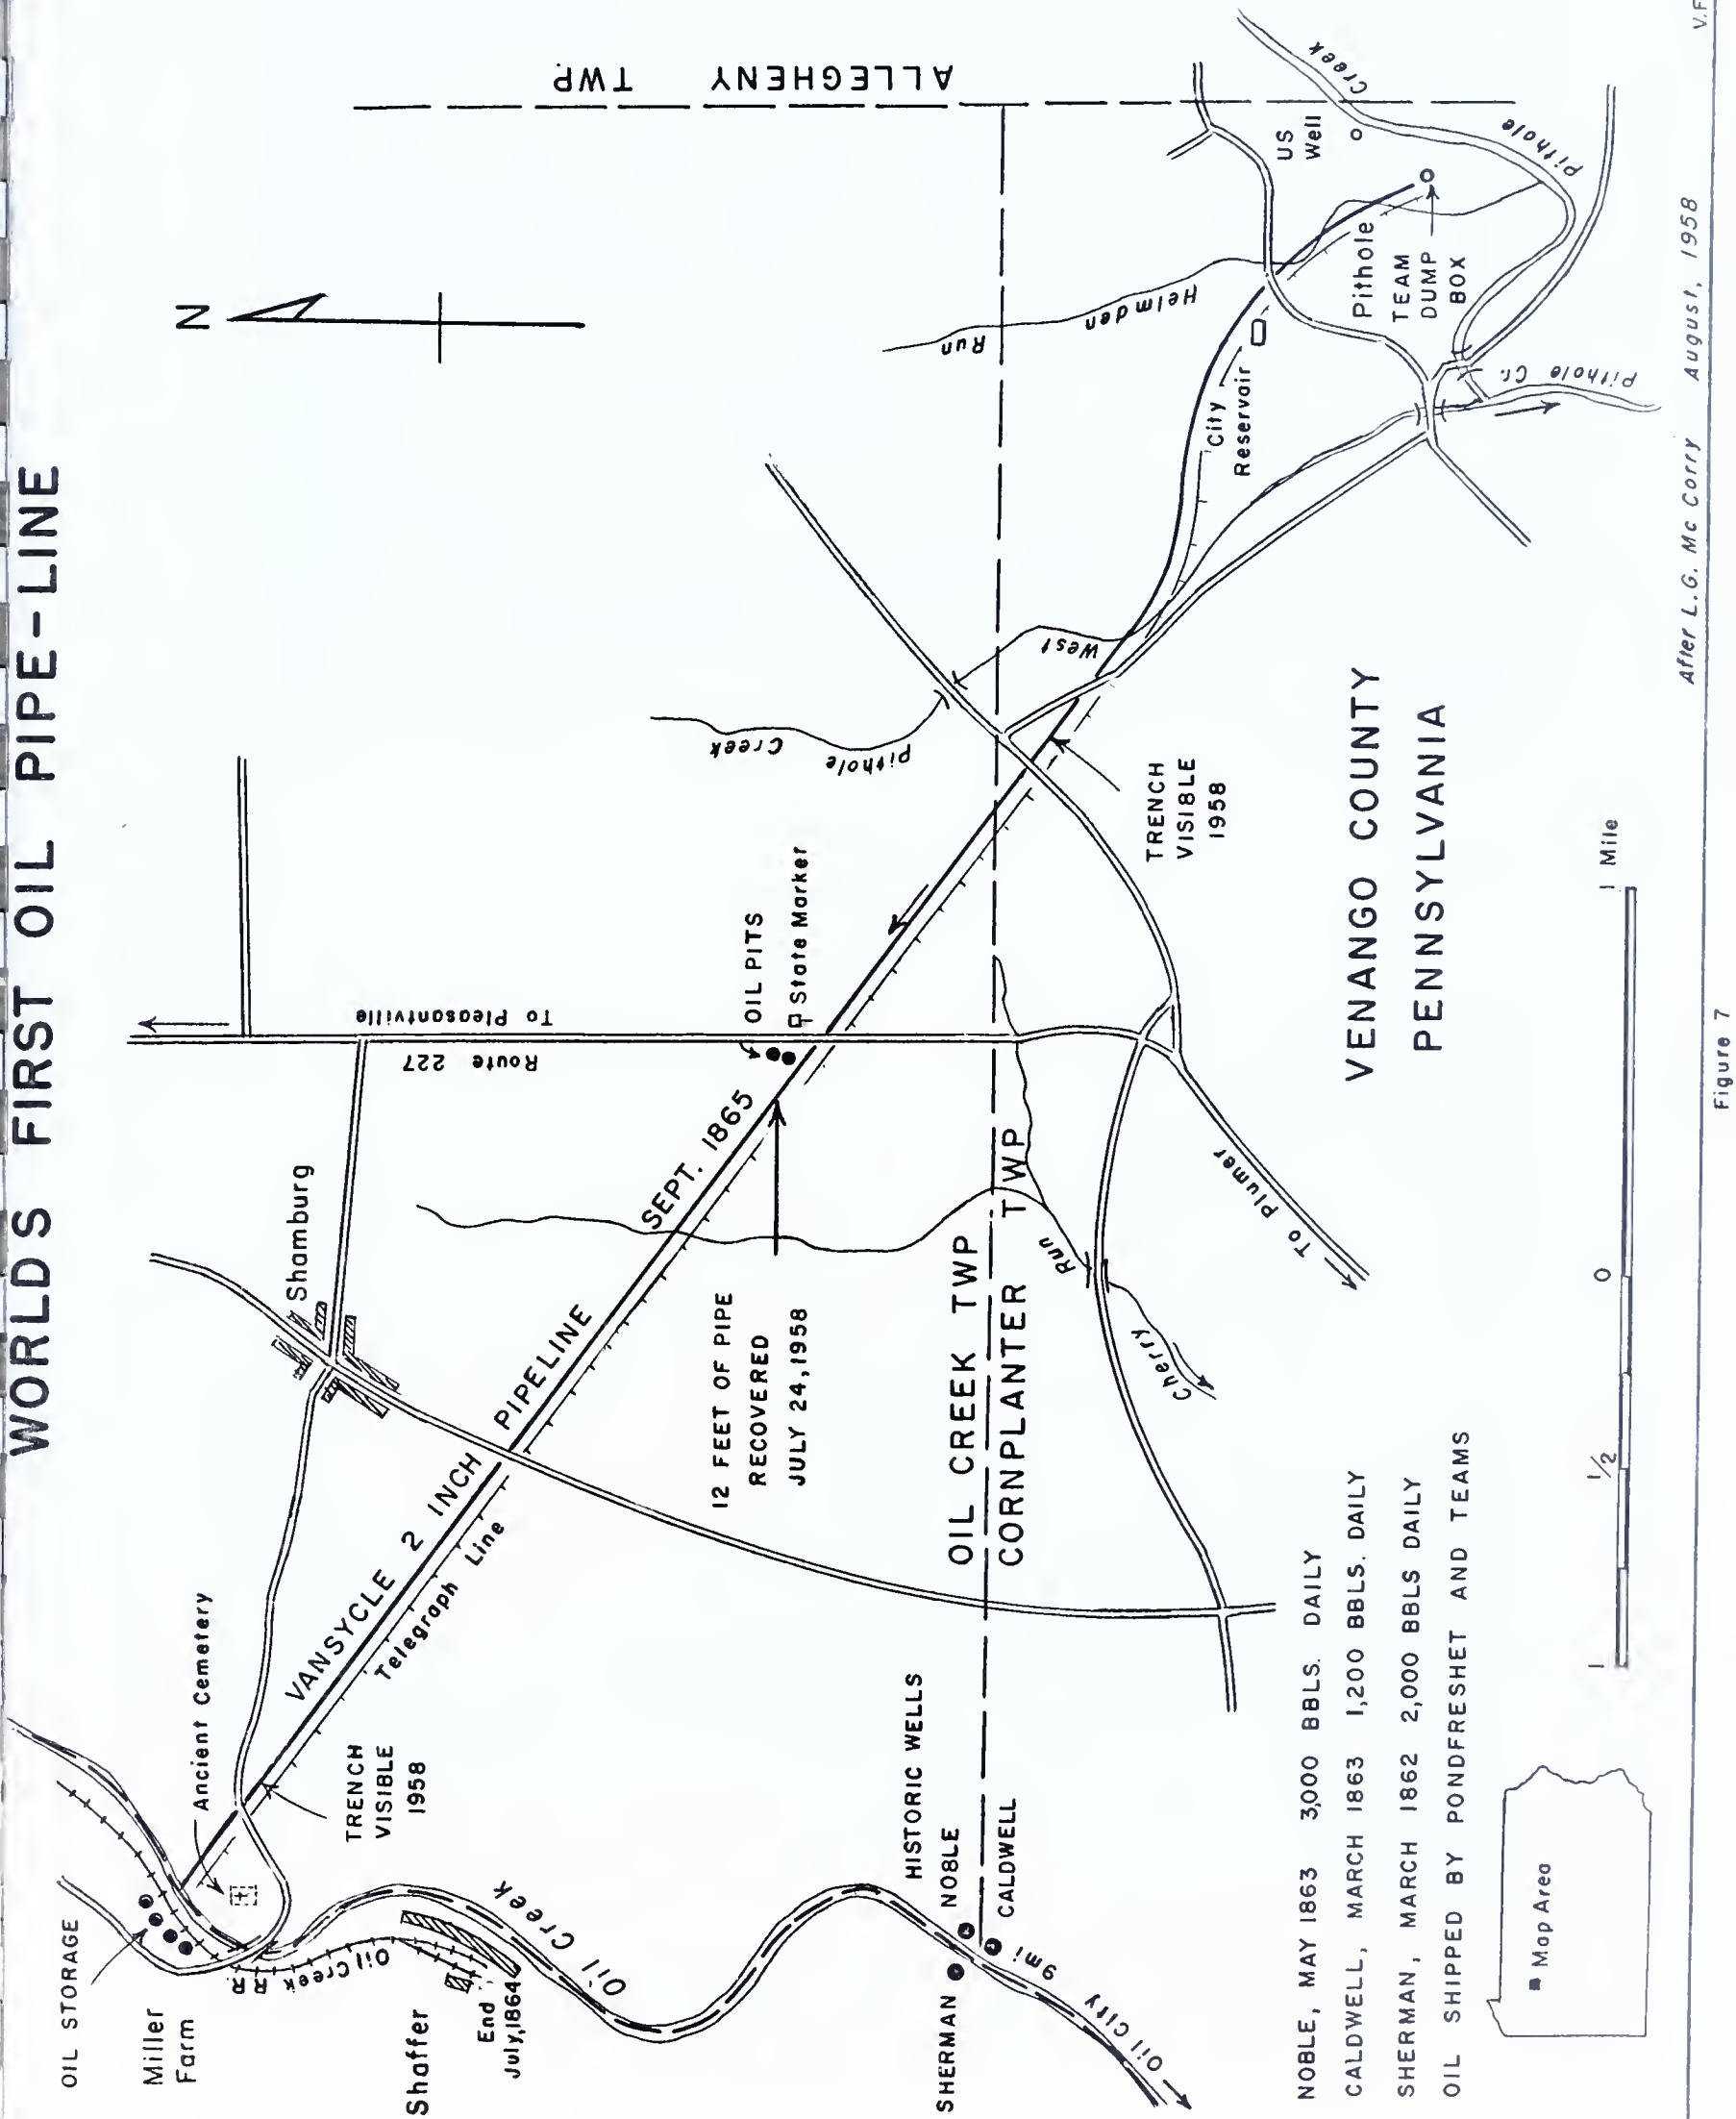 WORLDS FIRST OIL PIPE-LINE
N
ALLEGHENY TWP
OIL STORAGE
Miller
Farm
Ancient Cemetery
Shamburg
To Pleasantville
Route 227
TRENCH
VISIBLE
1958
VANSYCLE 2 INCH PIPELINE SEPT. 1865
Telegraph Line
OIL PITS
State Marker
Pithole Creek
West
Run
Helmden
City
Reservoir
US
Well
Pithole Creek
Pithole
TEAM
DUMP
BOX
Pithole Cr.
R R
Oil Creek
Shaffer
End
July, 1864
Oil Creek
12 FEET OF PIPE
RECOVERED
JULY 24, 1958
TRENCH
VISIBLE
1958
HISTORIC WELLS
NOBLE
SHERMAN
CALDWELL
Oil City 9mi
OIL CREEK TWP
CORNPLANTER TWP
Cherry Run
To Plumer
VENANGO COUNTY
PENNSYLVANIA
NOBLE, MAY 1863 3,000 BBLS. DAILY
CALDWELL, MARCH 1863 1,200 BBLS. DAILY
SHERMAN, MARCH 1862 2,000 BBLS DAILY
OIL SHIPPED BY PONDFRESHET AND TEAMS
Map Area
1 1/2 0 1 Mile
After L.G. Mc Corry August, 1958
V.F
Figure 7